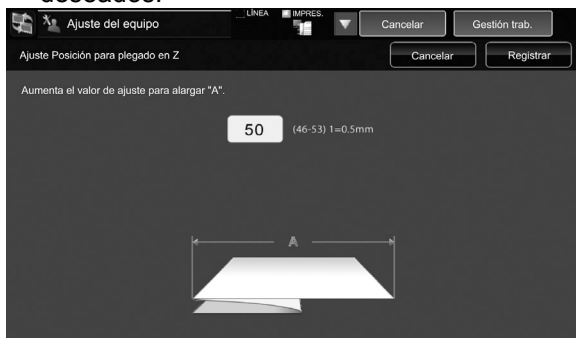 deseados.
Ajuste del equipo
LÍNEA
IMPRES.
Cancelar
Gestión trab.
Ajuste Posición para plegado en Z
Cancelar
Registrar
Aumenta el valor de ajuste para alargar "A".
50 (46-53) 1=0.5mm
A